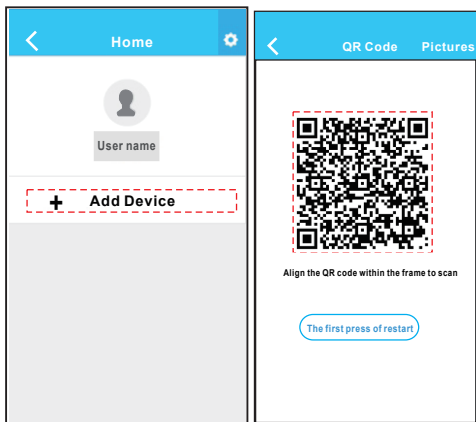 Home
User name
+ Add Device
QR Code Pictures
Align the QR code within the frame to scan
The first press of restart